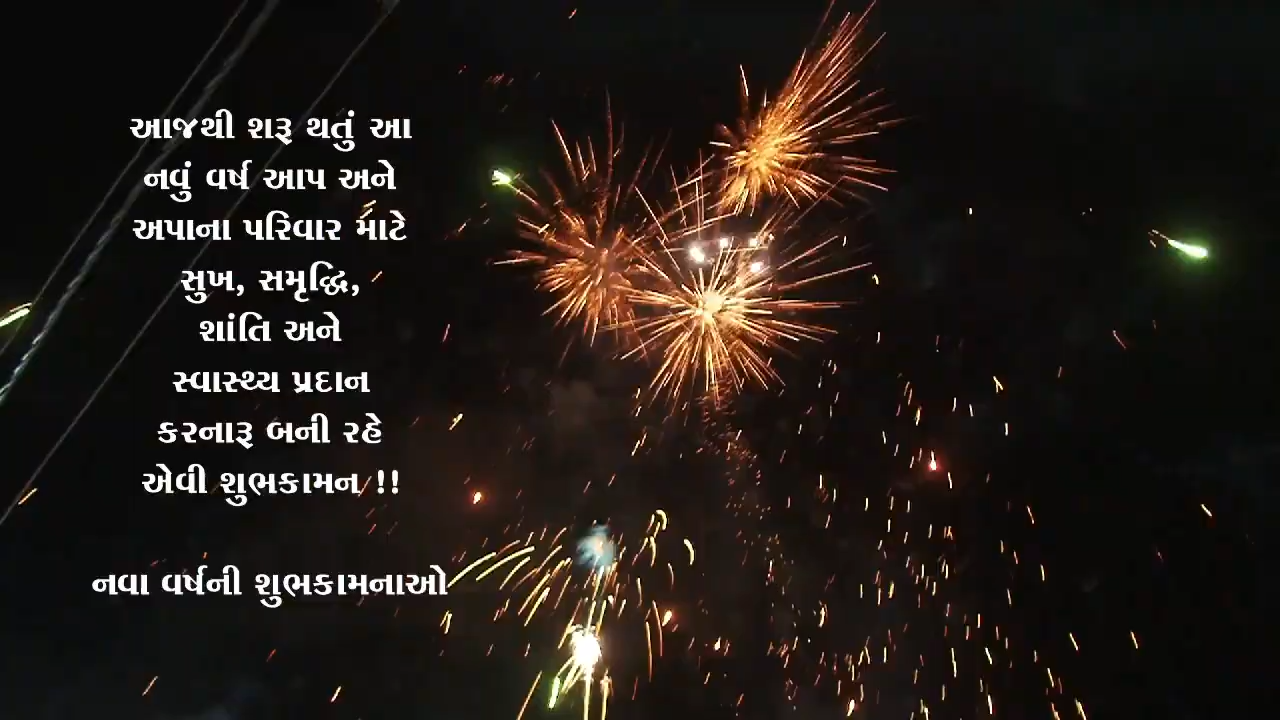 આજથી શરૂ થતું આ
નવું વર્ષ આપ અને
અપાના પરિવાર માટે
સુખ, સમૃદ્ધિ,
શાંતિ અને
સ્વાસ્થ્ય પ્રદાન
કરનારૂ બની રહે
એવી શુભકામન !!
નવા વર્ષની શુભકામનાઓ